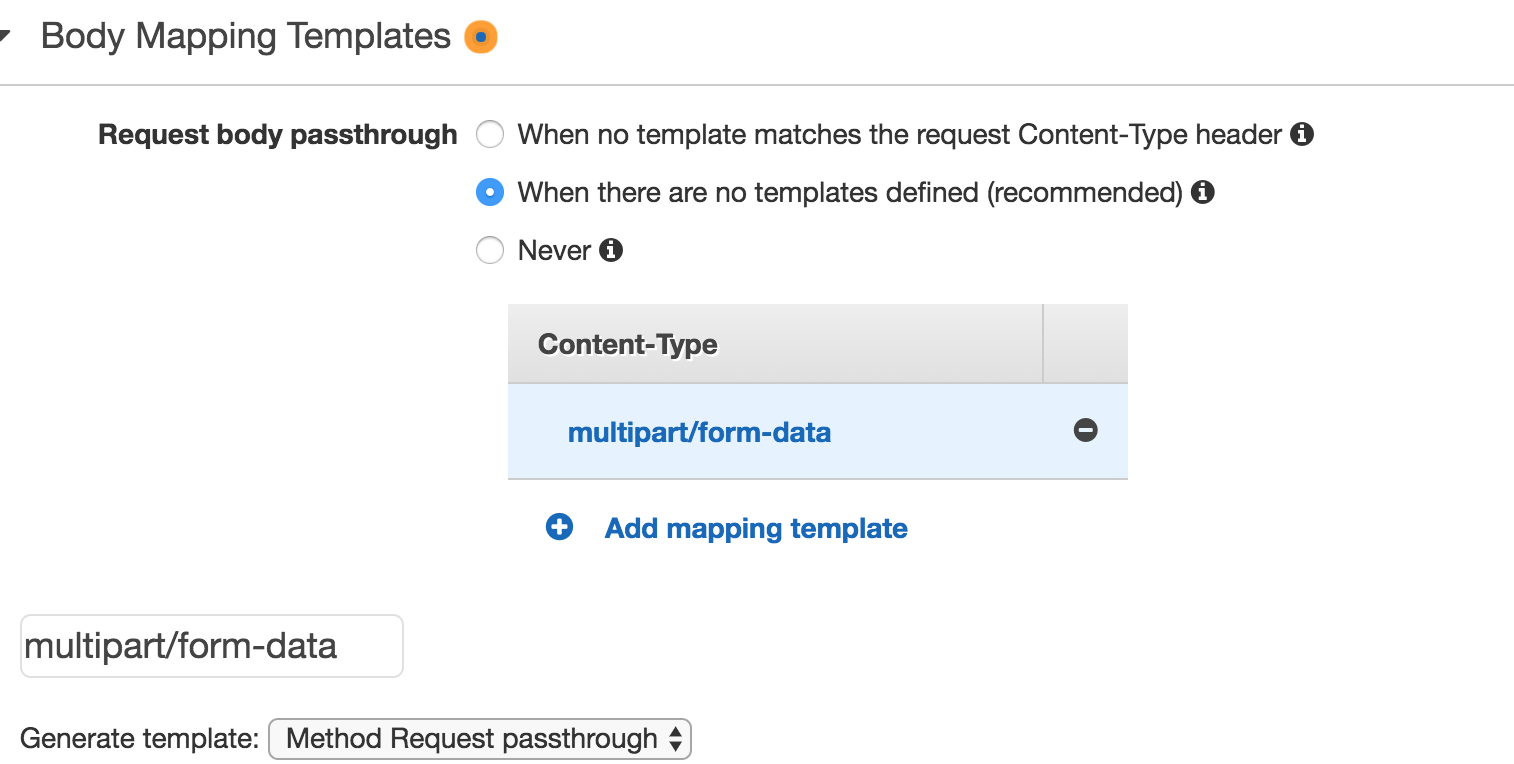 Body Mapping Templates
Request body passthrough When no template matches the request Content-Type header
When there are no templates defined (recommended)
Never
Content-Type
multipart/form-data
Add mapping template
multipart/form-data
Generate template: Method Request passthrough